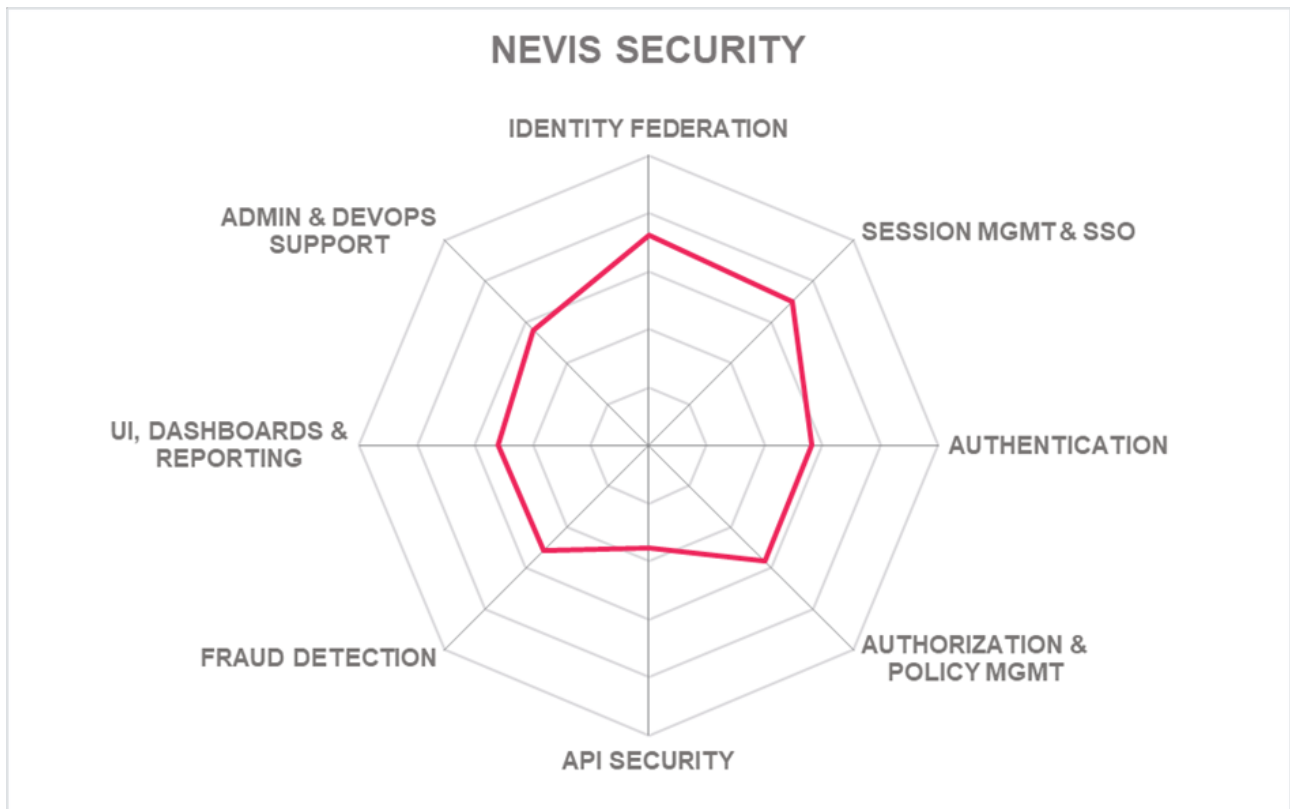 NEVIS SECURITY
IDENTITY FEDERATION
ADMIN & DEVOPS
SUPPORT
SESSION MGMT & SSO
UI, DASHBOARDS &
REPORTING
AUTHENTICATION
FRAUD DETECTION
AUTHORIZATION &
POLICY MGMT
API SECURITY